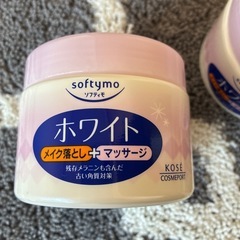 softymo
ソフティモ
ホワイト
メイク落とし+マッサージ
残存メラニンも含んだ
古い角質対策
KOSÉ
COSMEPORT